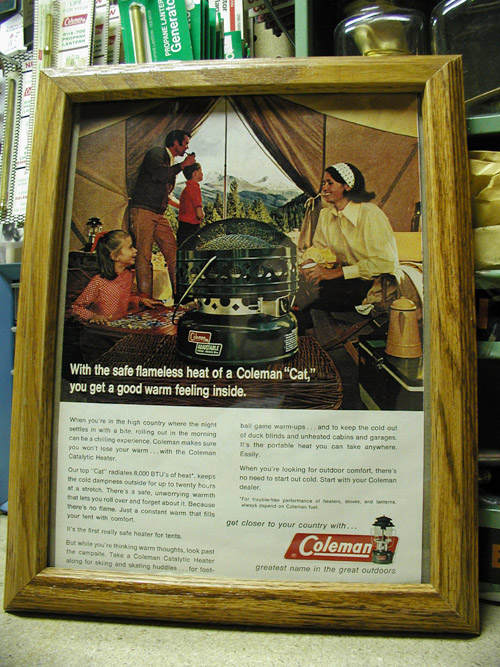 PROPANE LANTERN
Generator
Coleman
Coleman
ADJUSTABLE
With the safe flameless heat of a Coleman "Cat,"
you get a good warm feeling inside.
When you're in the high country where the night
settles in with a bite, rolling out in the morning
can be a chilling experience. Coleman makes sure
you won't lose your warm...with the Coleman
Catalytic Heater.
Our top "Cat" radiates 8,000 BTU's of heat*, keeps
the cold dampness outside for up to twenty hours
at a stretch. There's a safe, unworrying warmth
that lets you roll over and forget about it. Because
there's no flame. Just a constant warm that fills
your tent with comfort.
It's the first really safe heater for tents.
But while you're thinking warm thoughts, look past
the campsite. Take a Coleman Catalytic Heater
along for skiing and skating huddles...for foot-
ball game warm-ups...and to keep the cold out
of duck blinds and unheated cabins and garages.
It's the portable heat you can take anywhere.
Easily.
When you're looking for outdoor comfort, there's
no need to start out cold. Start with your Coleman
dealer.
*For trouble-free performance of heaters, stoves, and lanterns,
always depend on Coleman fuel.
get closer to your country with...
Coleman
greatest name in the great outdoors